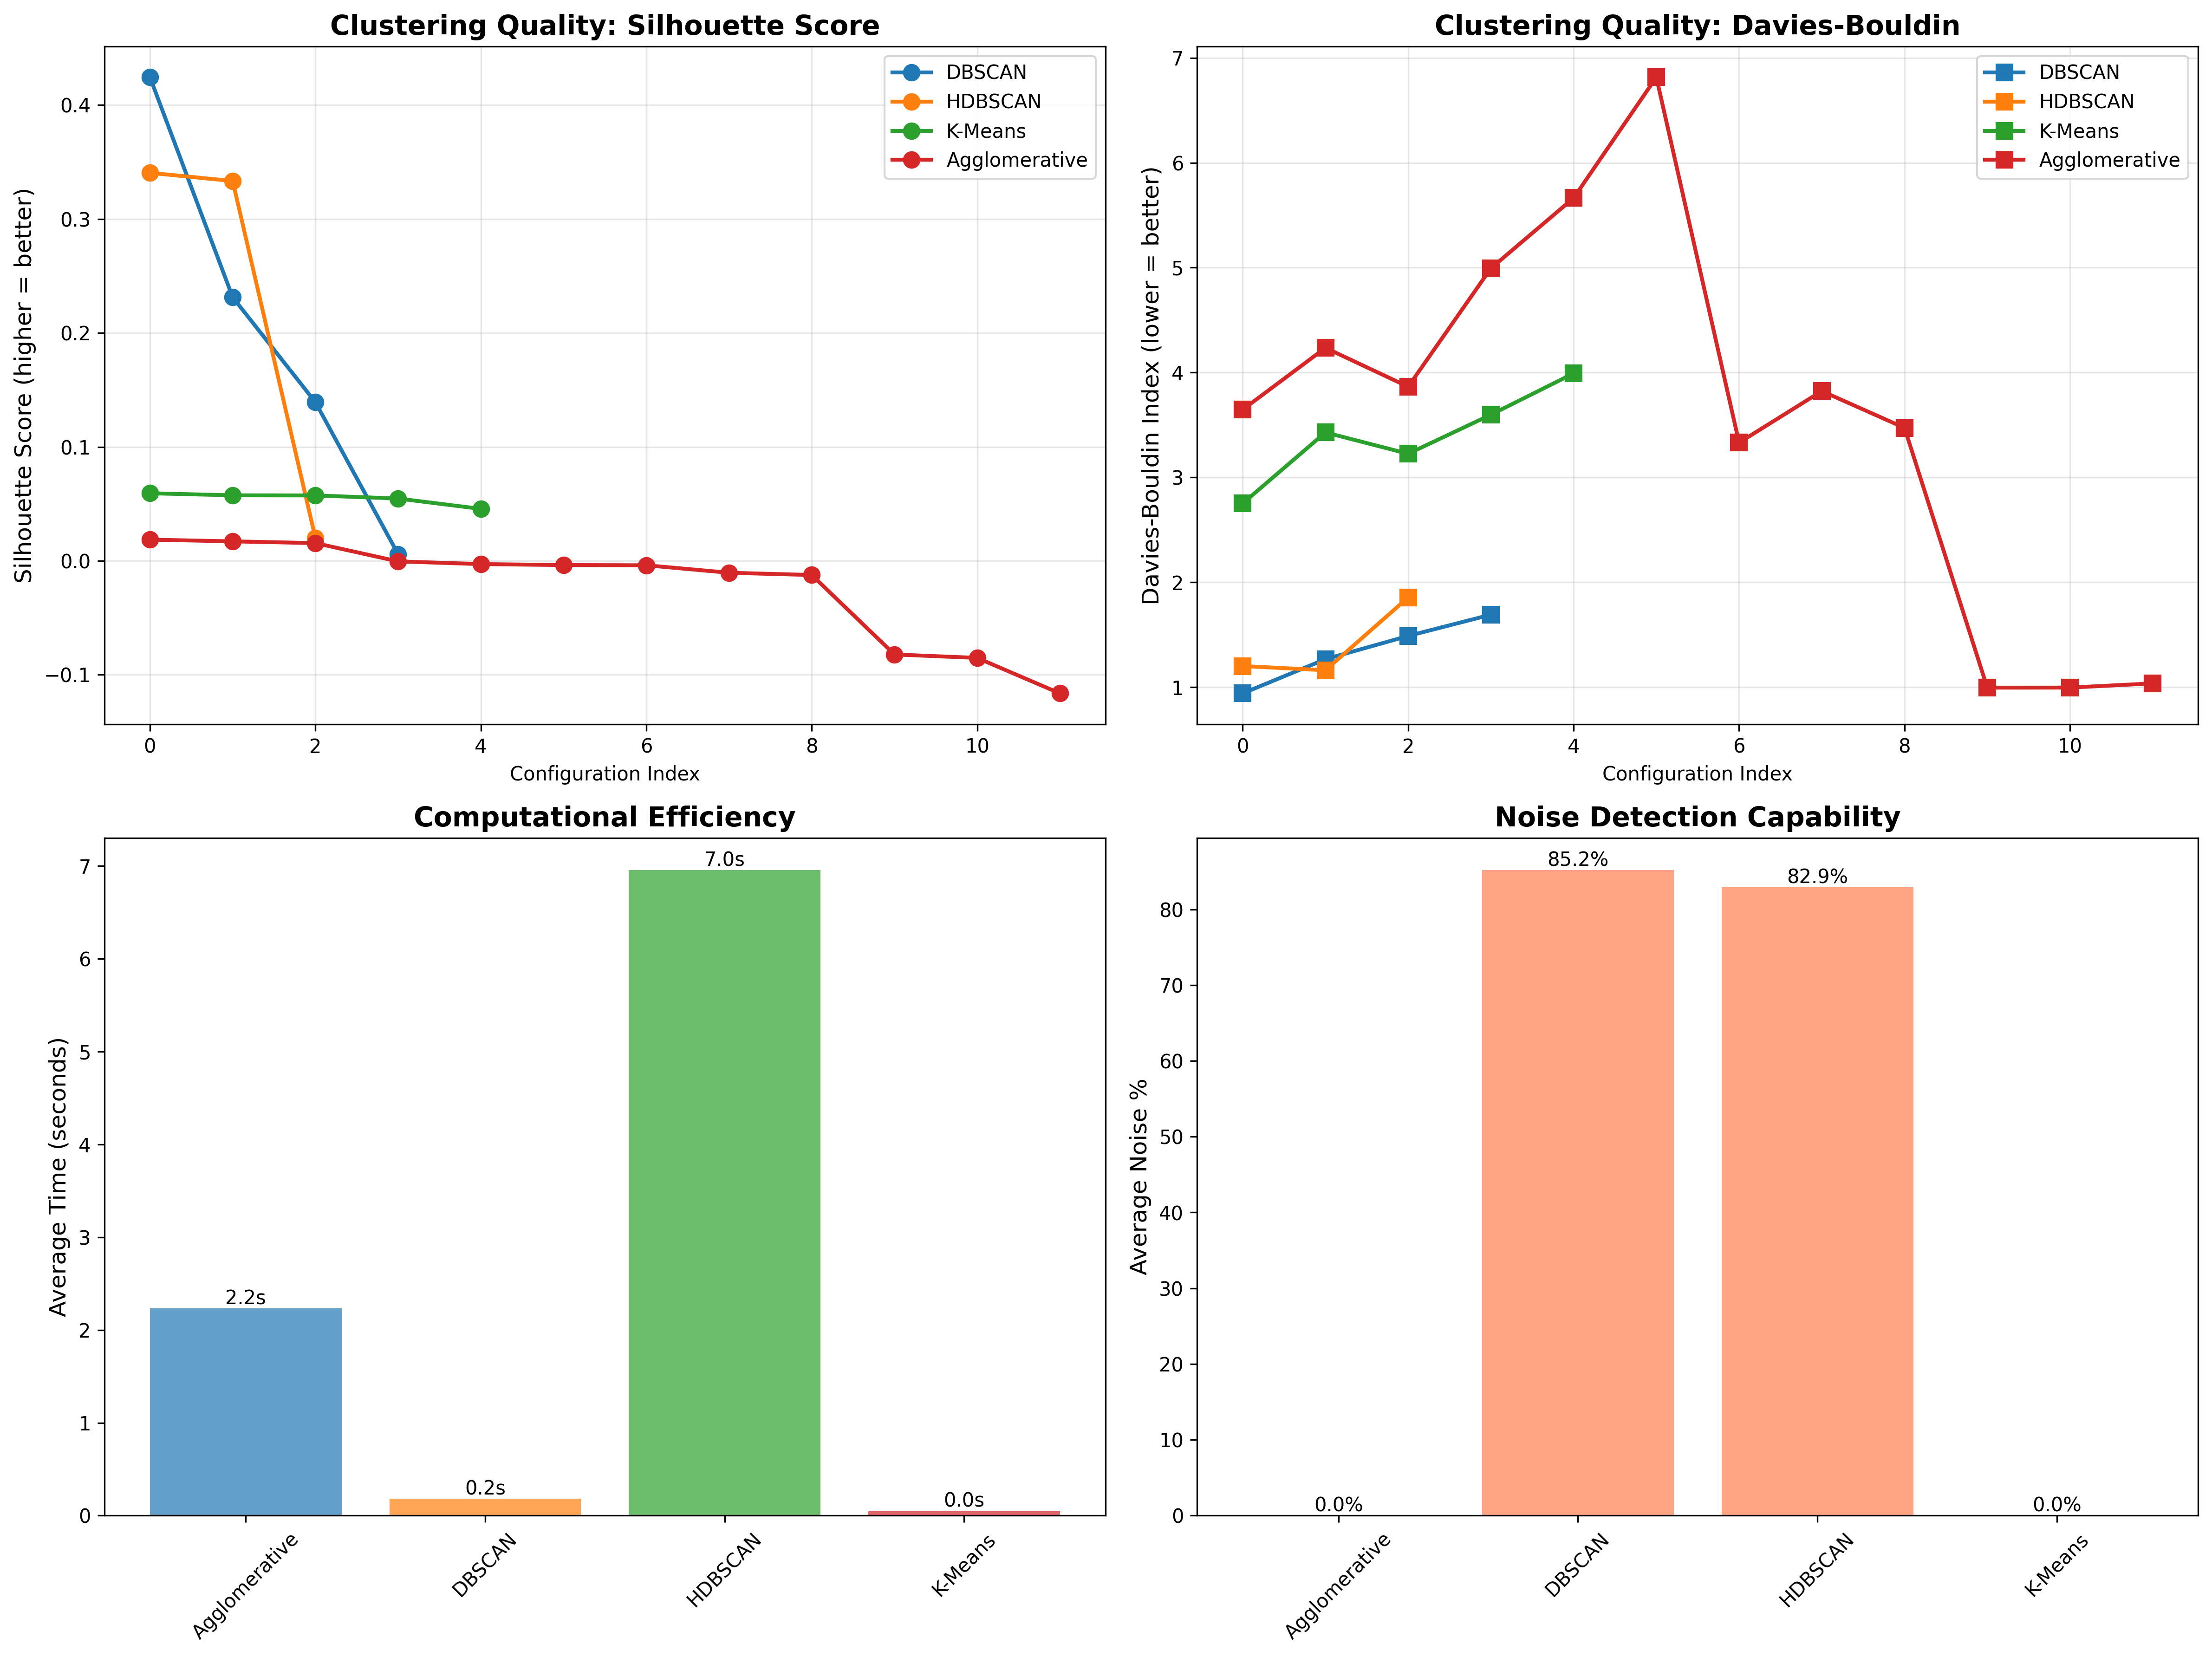 Clustering Quality: Silhouette Score
Silhouette Score (higher = better)
0.4
0.3
0.2
0.1
0.0
−0.1
DBSCAN
HDBSCAN
K-Means
Agglomerative
0 2 4 6 8 10
Configuration Index
Clustering Quality: Davies-Bouldin
Davies-Bouldin Index (lower = better)
7
6
5
4
3
2
1
DBSCAN
HDBSCAN
K-Means
Agglomerative
0 2 4 6 8 10
Configuration Index
Computational Efficiency
Average Time (seconds)
7
6
5
4
3
2
1
0
2.2s
0.2s
7.0s
0.0s
Agglomerative
DBSCAN
HDBSCAN
K-Means
Noise Detection Capability
Average Noise %
80
70
60
50
40
30
20
10
0
0.0%
85.2%
82.9%
0.0%
Agglomerative
DBSCAN
HDBSCAN
K-Means